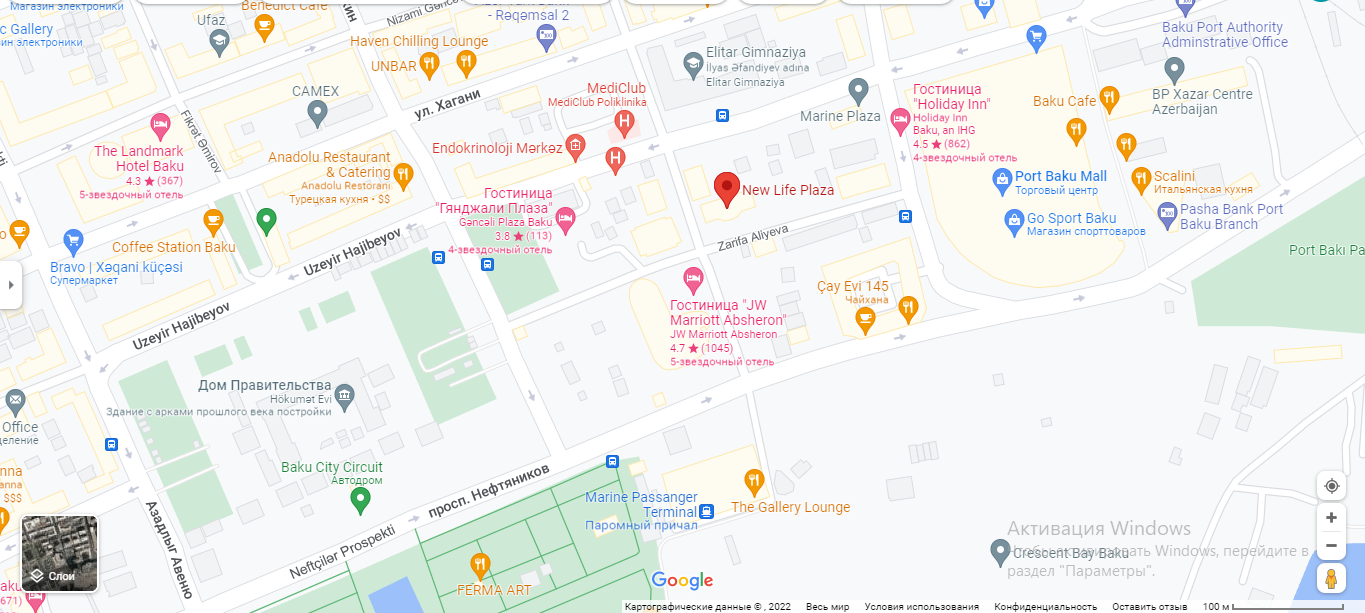 Магазин электроники
Benedict Cafe
Ufaz
Nizami
- Rəqəmsal 2
Baku Port Authority
Adminstrative Office
c Gallery
ин электроники
Haven Chilling Lounge
UNBAR
Elitar Gimnaziya
İlyas Əfəndiyev adına
Elitar Gimnaziya
CAMEX
ул. Хагани
MediClub
MediClub Poliklinika
Marine Plaza
Гостиница
"Holiday Inn"
Holiday Inn
Baku, an IHG
4.5 ★ (862)
4-звездочный отель
Baku Cafe
BP Xazar Centre
Azerbaijan
Fikrət Əmirov
The Landmark
Hotel Baku
4.3 ★ (367)
5-звездочный отель
Endokrinoloji Mərkəz
Anadolu Restaurant
& Catering
Anadolu Restoranı
Турецкая кухня • $$
Гостиница
"Гянджали Плаза"
Gəncəli Plaza Baku
3.8 ★ (113)
4-звездочный отель
New Life Plaza
Port Baku Mall
Торговый центр
Scalini
Итальянская кухня
Go Sport Baku
Магазин спорттоваров
Pasha Bank Port
Baku Branch
Zərifə Əliyeva
Coffee Station Baku
Uzeyir Hajibeyov
Bravo | Xəqani küçəsi
Супермаркет
Port Bakı Pa
Çay Evi 145
Чайхана
Гостиница "JW
Marriott Absheron"
JW Marriott Absheron
4.7 ★ (1045)
5-звездочный отель
Uzeyir Hajibeyov
Дом Правительства
Hökumət Evi
Здание с арками прошлого века постройки
Office
деление
Baku City Circuit
Автодром
nna
anna
$$$
просп. Нефтяников
Neftçilər Prospekti
Азадлыг Авеню
Marine Passanger
Terminal
Паромный причал
The Gallery Lounge
FERMA ART
Crescent Bay Baku
Активация Windows
Чтобы активировать Windows, перейдите в
раздел "Параметры".
Слои
Baku
671)
Google
Картографические данные © , 2022 Весь мир Условия использования Конфиденциальность Оставить отзыв 100 м